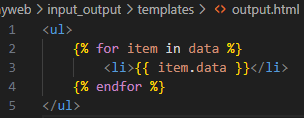 ayweb > input_output > templates > <> output.html
1 <ul>
2     {% for item in data %}
3         <li>{{ item.data }}</li>
4     {% endfor %}
5 </ul>